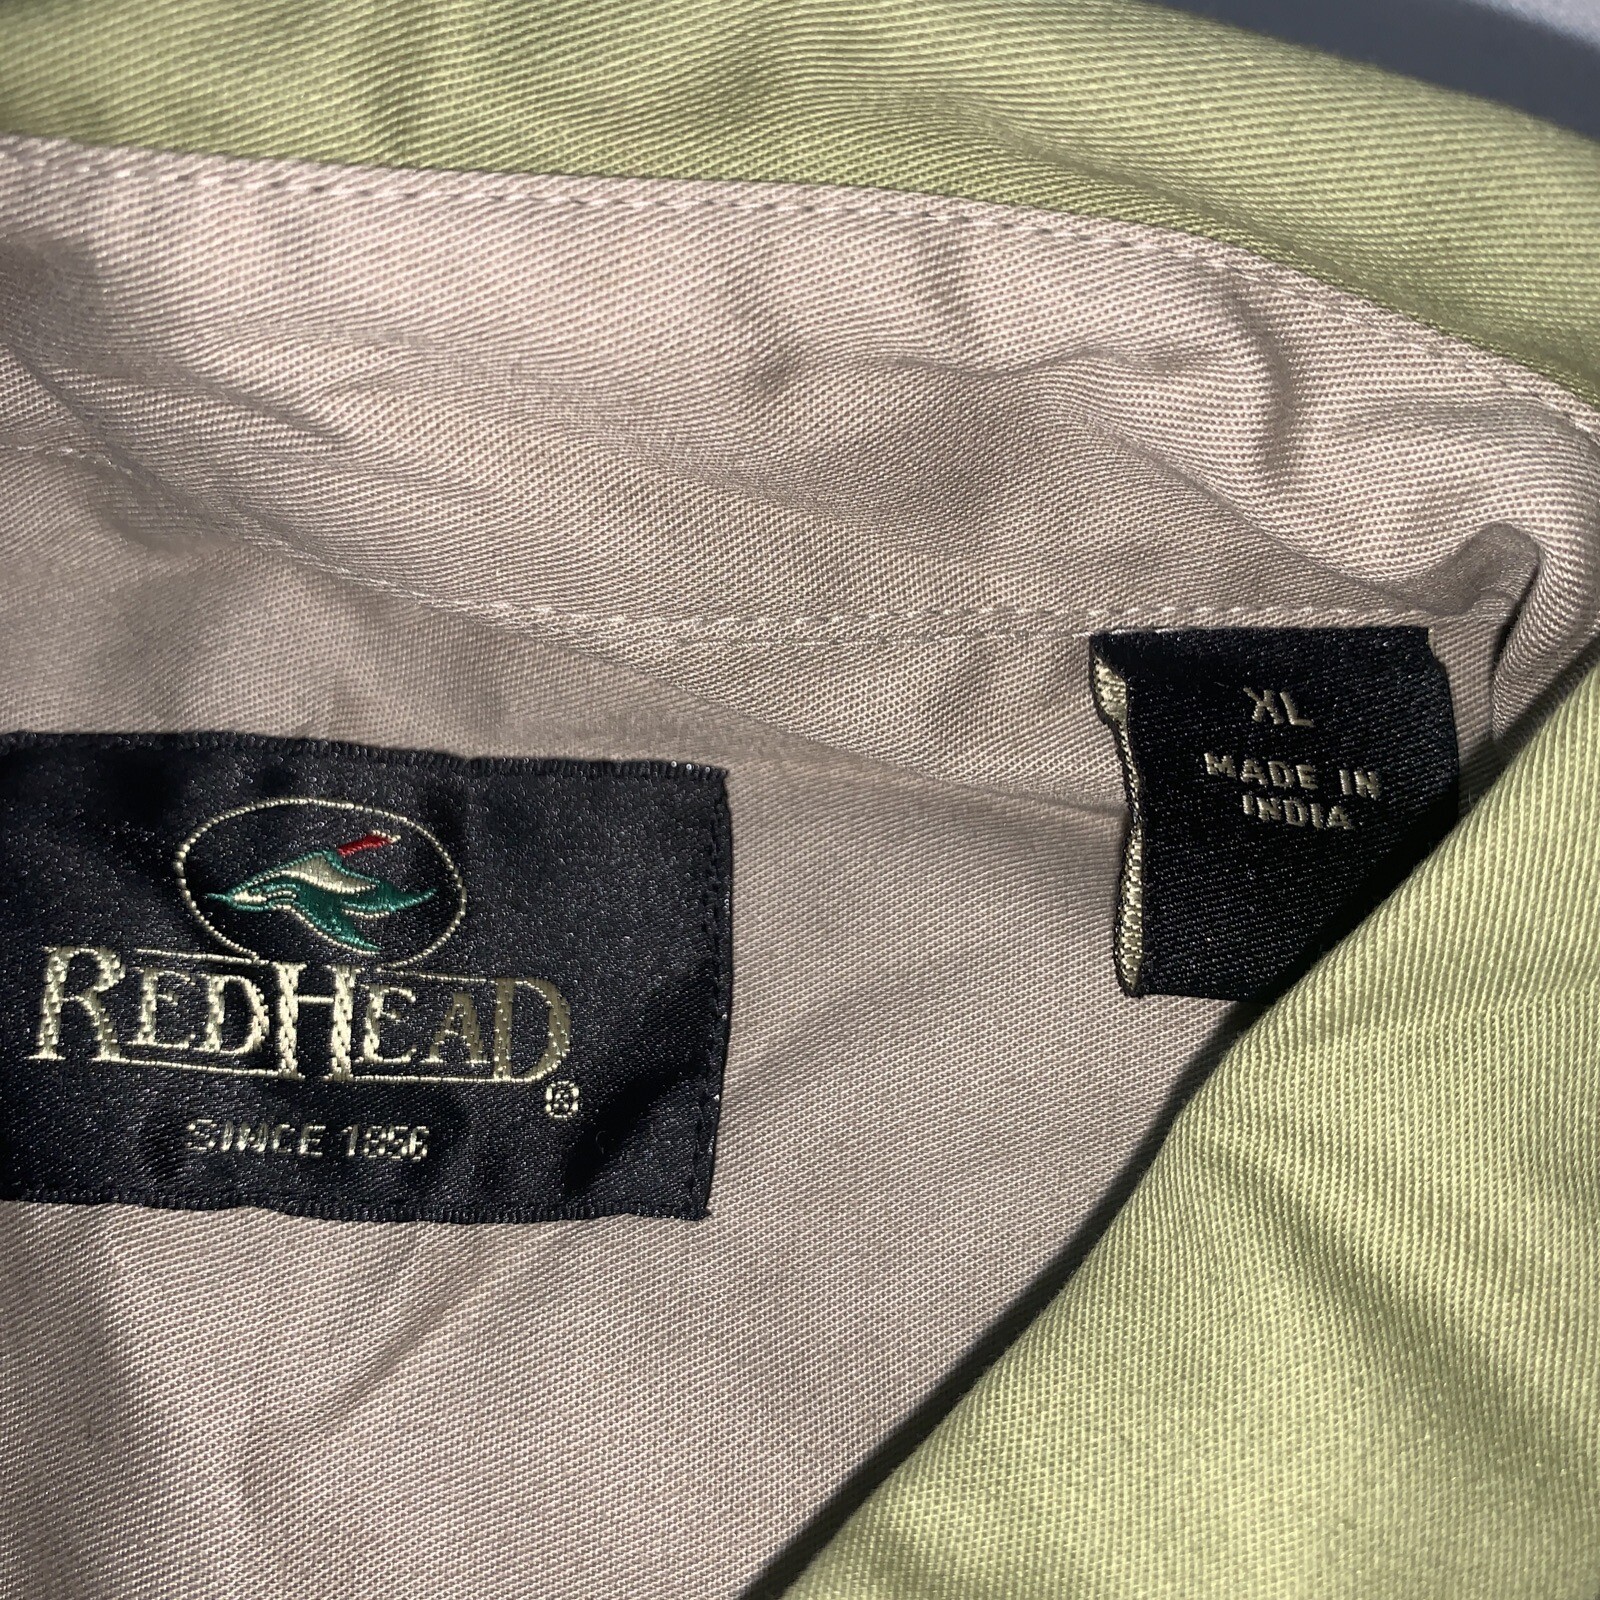 REDHEAD
®
SINCE 1856
XL
MADE IN
INDIA